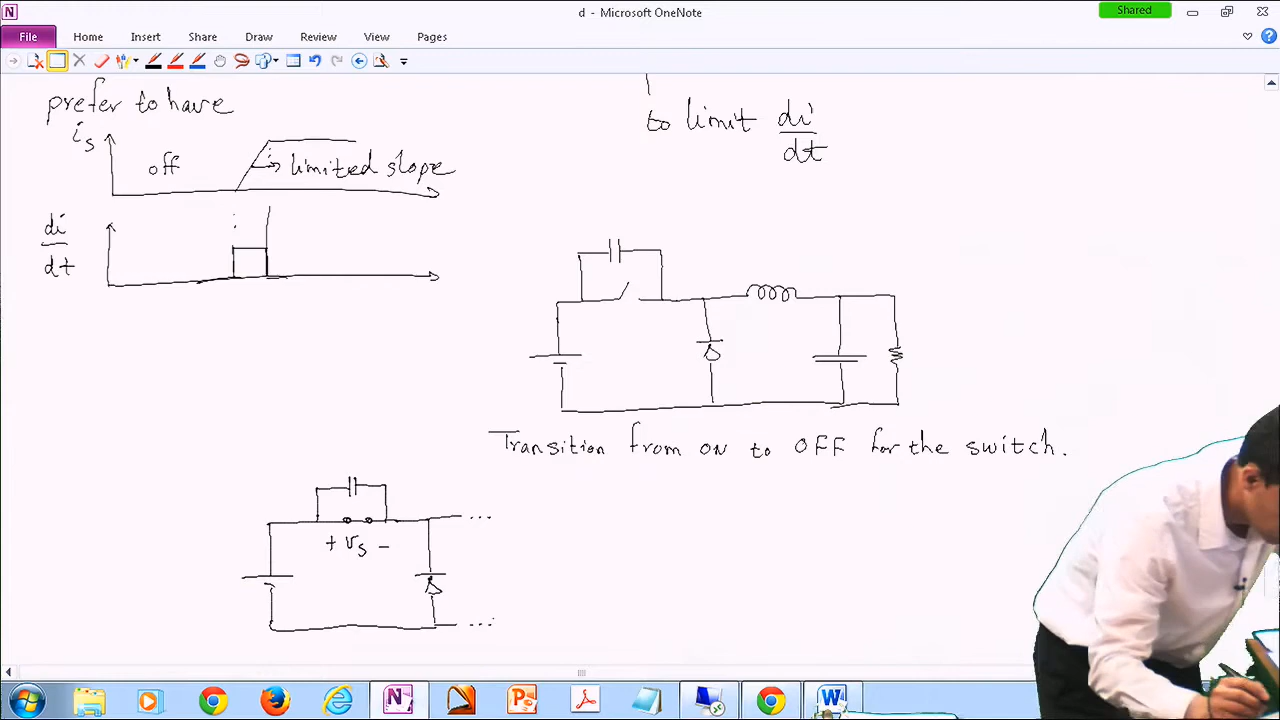 d - Microsoft OneNote
Shared
File Home Insert Share Draw Review View Pages
prefer to have
to limit di/dt
is
off
limited slope
di/dt
Transition from ON to OFF for the switch.
+ vs -
...
...